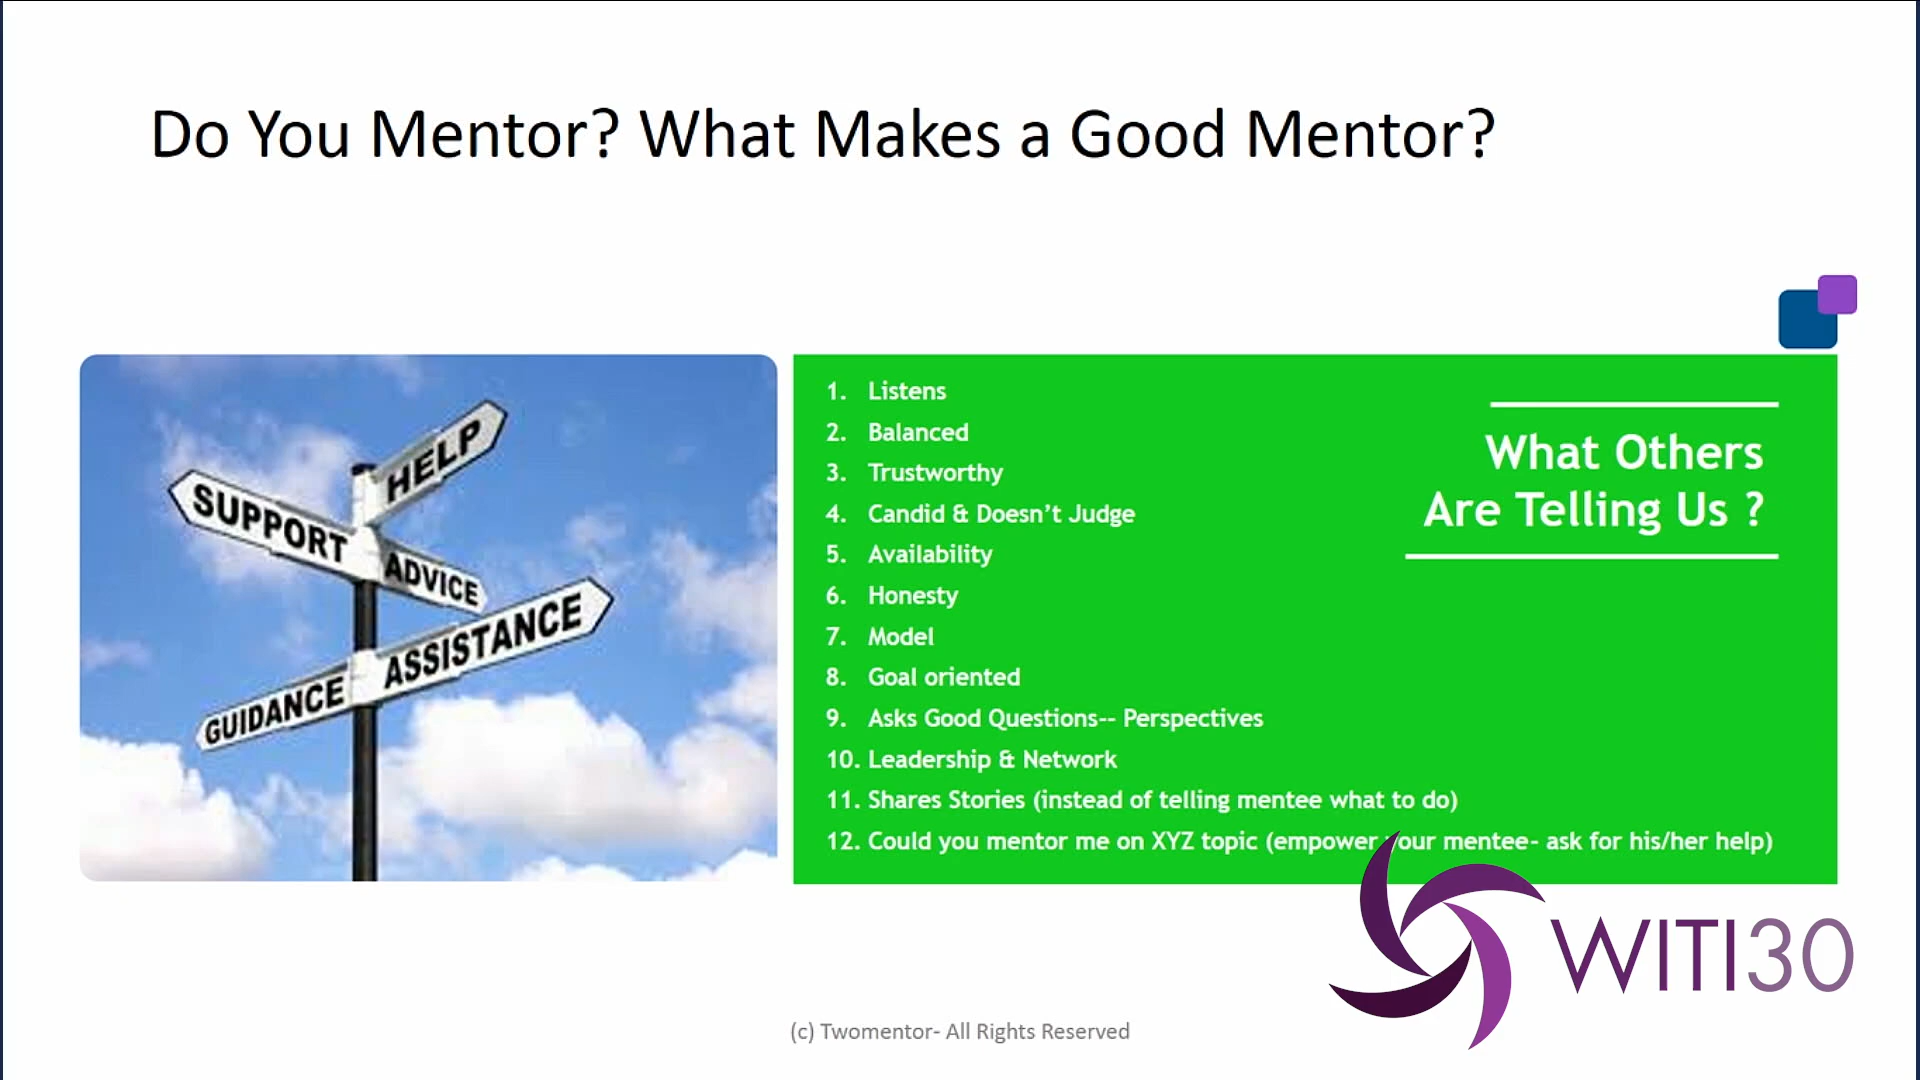 Do You Mentor? What Makes a Good Mentor?
HELP
SUPPORT
ADVICE
ASSISTANCE
GUIDANCE
1. Listens
2. Balanced
3. Trustworthy
4. Candid & Doesn’t Judge
5. Availability
6. Honesty
7. Model
8. Goal oriented
9. Asks Good Questions-- Perspectives
10. Leadership & Network
11. Shares Stories (instead of telling mentee what to do)
12. Could you mentor me on XYZ topic (empower your mentee- ask for his/her help)
What Others
Are Telling Us ?
WITI30
(c) Twomentor- All Rights Reserved